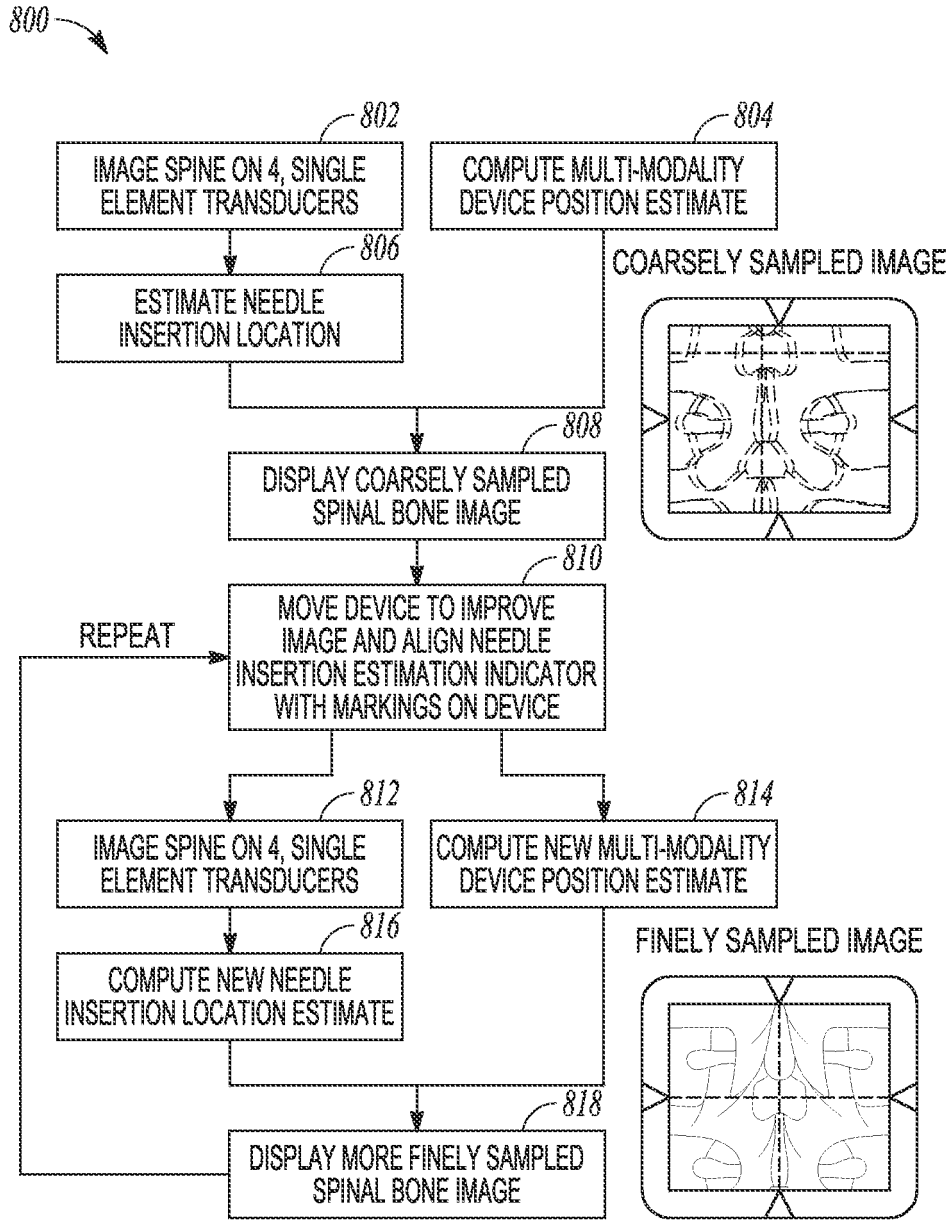 800
802
IMAGE SPINE ON 4, SINGLE
ELEMENT TRANSDUCERS
804
COMPUTE MULTI-MODALITY
DEVICE POSITION ESTIMATE
806
ESTIMATE NEEDLE
INSERTION LOCATION
COARSELY SAMPLED IMAGE
808
DISPLAY COARSELY SAMPLED
SPINAL BONE IMAGE
810
MOVE DEVICE TO IMPROVE
IMAGE AND ALIGN NEEDLE
INSERTION ESTIMATION INDICATOR
WITH MARKINGS ON DEVICE
REPEAT
812
IMAGE SPINE ON 4, SINGLE
ELEMENT TRANSDUCERS
814
COMPUTE NEW MULTI-MODALITY
DEVICE POSITION ESTIMATE
816
COMPUTE NEW NEEDLE
INSERTION LOCATION ESTIMATE
FINELY SAMPLED IMAGE
818
DISPLAY MORE FINELY SAMPLED
SPINAL BONE IMAGE